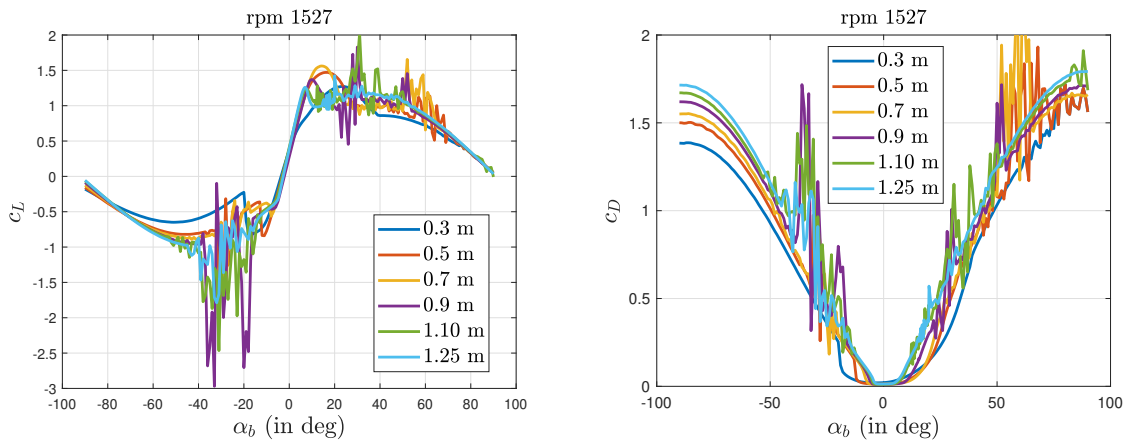 rpm 1527
2
1.5
1
0.5
0
-0.5
-1
-1.5
-2
-2.5
-3
c_L
0.3 m
0.5 m
0.7 m
0.9 m
1.10 m
1.25 m
-100 -80 -60 -40 -20 0 20 40 60 80 100
α_b (in deg)
rpm 1527
2
1.5
1
0.5
0
c_D
0.3 m
0.5 m
0.7 m
0.9 m
1.10 m
1.25 m
-100 -50 0 50 100
α_b (in deg)